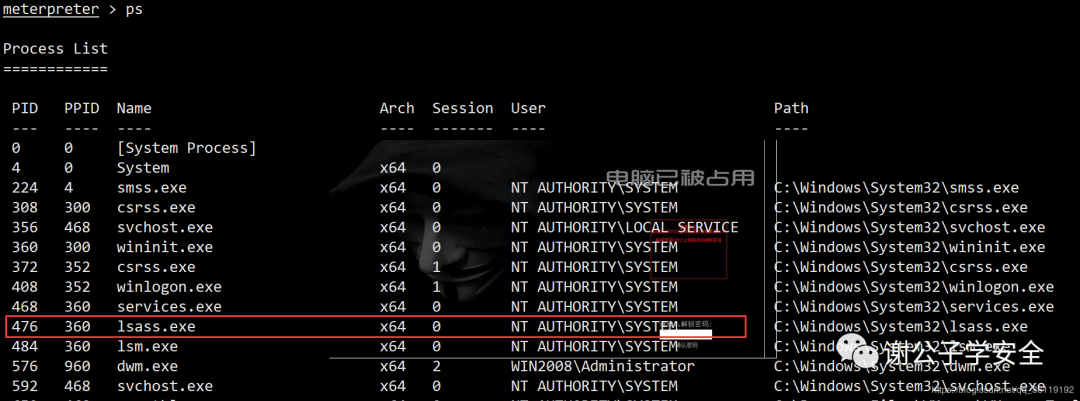 meterpreter > ps
Process List
============
PID PPID Name Arch Session User Path
--- ---- ---- ---- ------- ---- ----
0 0 [System Process]
4 0 System x64 0
电脑已被占用
224 4 smss.exe x64 0 NT AUTHORITY\SYSTEM C:\Windows\System32\smss.exe
308 300 csrss.exe x64 0 NT AUTHORITY\SYSTEM C:\Windows\System32\csrss.exe
356 468 svchost.exe x64 0 NT AUTHORITY\LOCAL SERVICE C:\Windows\System32\svchost.exe
360 300 wininit.exe x64 0 NT AUTHORITY\SYSTEM C:\Windows\System32\wininit.exe
372 352 csrss.exe x64 1 NT AUTHORITY\SYSTEM C:\Windows\System32\csrss.exe
408 352 winlogon.exe x64 1 NT AUTHORITY\SYSTEM C:\Windows\System32\winlogon.exe
468 360 services.exe x64 0 NT AUTHORITY\SYSTEM C:\Windows\System32\services.exe
476 360 lsass.exe x64 0 NT AUTHORITY\SYSTEM C:\Windows\System32\lsass.exe
解锁密码:
484 360 lsm.exe x64 0 NT AUTHORITY\SYSTEM C:\Windows\System32\lsm.exe
确认密码
谢公子学安全
576 960 dwm.exe x64 2 WIN2008\Administrator C:\Windows\System32\dwm.exe
592 468 svchost.exe x64 0 NT AUTHORITY\SYSTEM C:\Windows\System32\svchost.exe